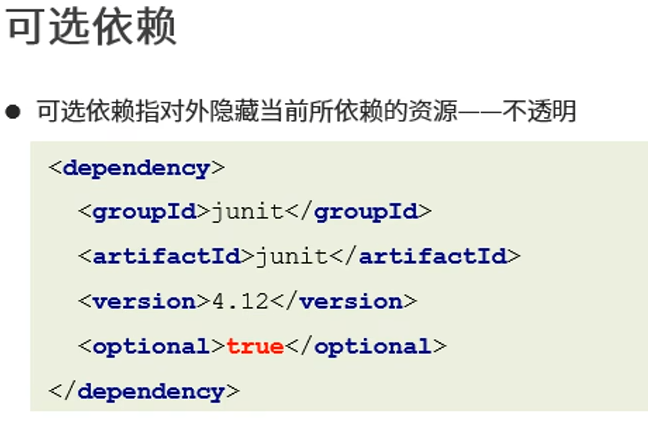 可选依赖
● 可选依赖指对外隐藏当前所依赖的资源——不透明
<dependency>
<groupId>junit</groupId>
<artifactId>junit</artifactId>
<version>4.12</version>
<optional>true</optional>
</dependency>